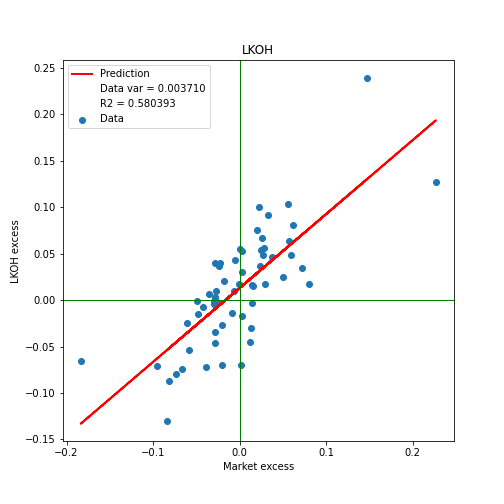 LKOH
0.25
0.20
0.15
0.10
0.05
0.00
−0.05
−0.10
−0.15
LKOH excess
Prediction
Data var = 0.003710
R2 = 0.580393
Data
−0.2
−0.1
0.0
0.1
0.2
Market excess